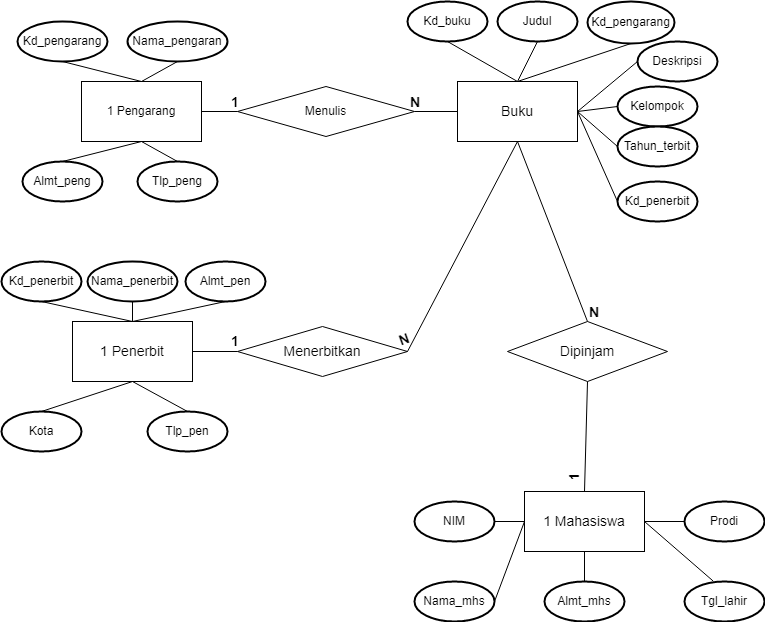 Kd_buku
Judul
Kd_pengarang
Kd_pengarang
Nama_pengaran
Deskripsi
1 Pengarang
1
Menulis
N
Buku
Kelompok
Tahun_terbit
Almt_peng
Tlp_peng
Kd_penerbit
Kd_penerbit
Nama_penerbit
Almt_pen
1 Penerbit
1
Menerbitkan
N
N
Dipinjam
Kota
Tlp_pen
1
NIM
1 Mahasiswa
Prodi
Nama_mhs
Almt_mhs
Tgl_lahir